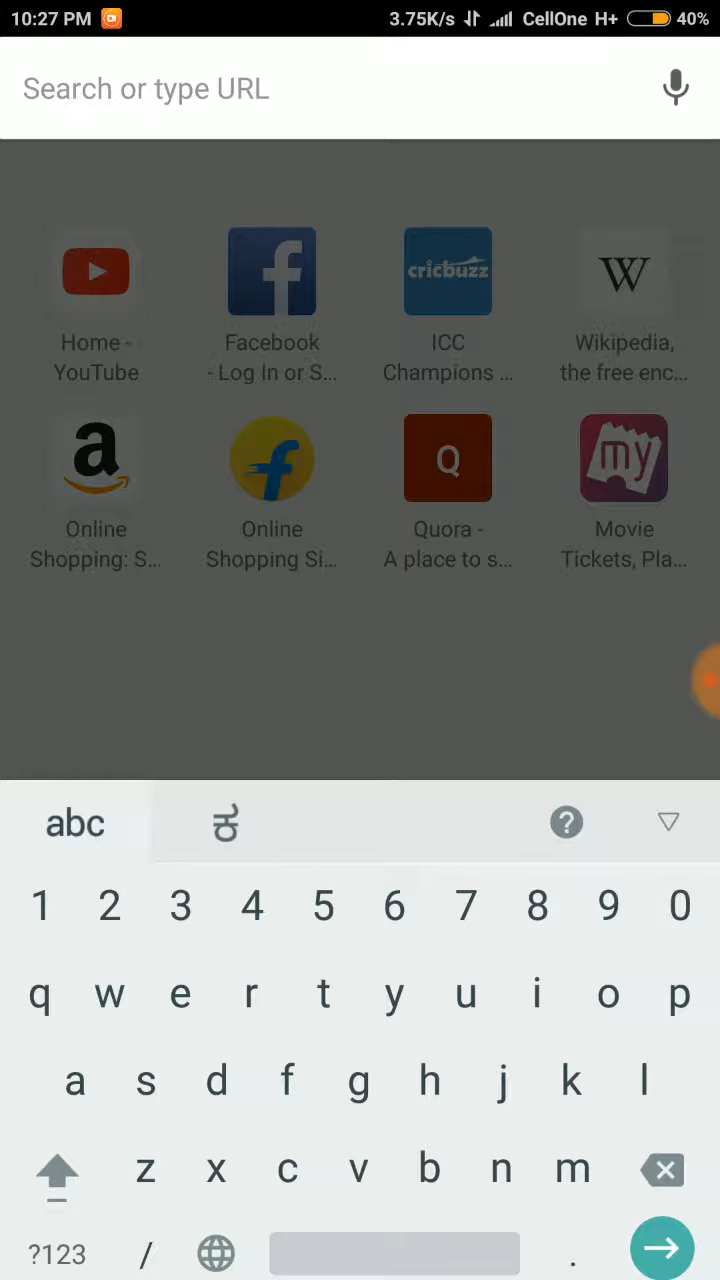 10:27 PM 3.75K/s CellOne H+ 40%
Search or type URL
cricbuzz W
Home - Facebook ICC Wikipedia,
YouTube - Log In or S... Champions ... the free enc...
a f Q my
Online Online Quora - Movie
Shopping: S... Shopping Si... A place to s... Tickets, Pla...
abc ?
1 2 3 4 5 6 7 8 9 0
q w e r t y u i o p
a s d f g h j k l
z x c v b n m
?123 / .